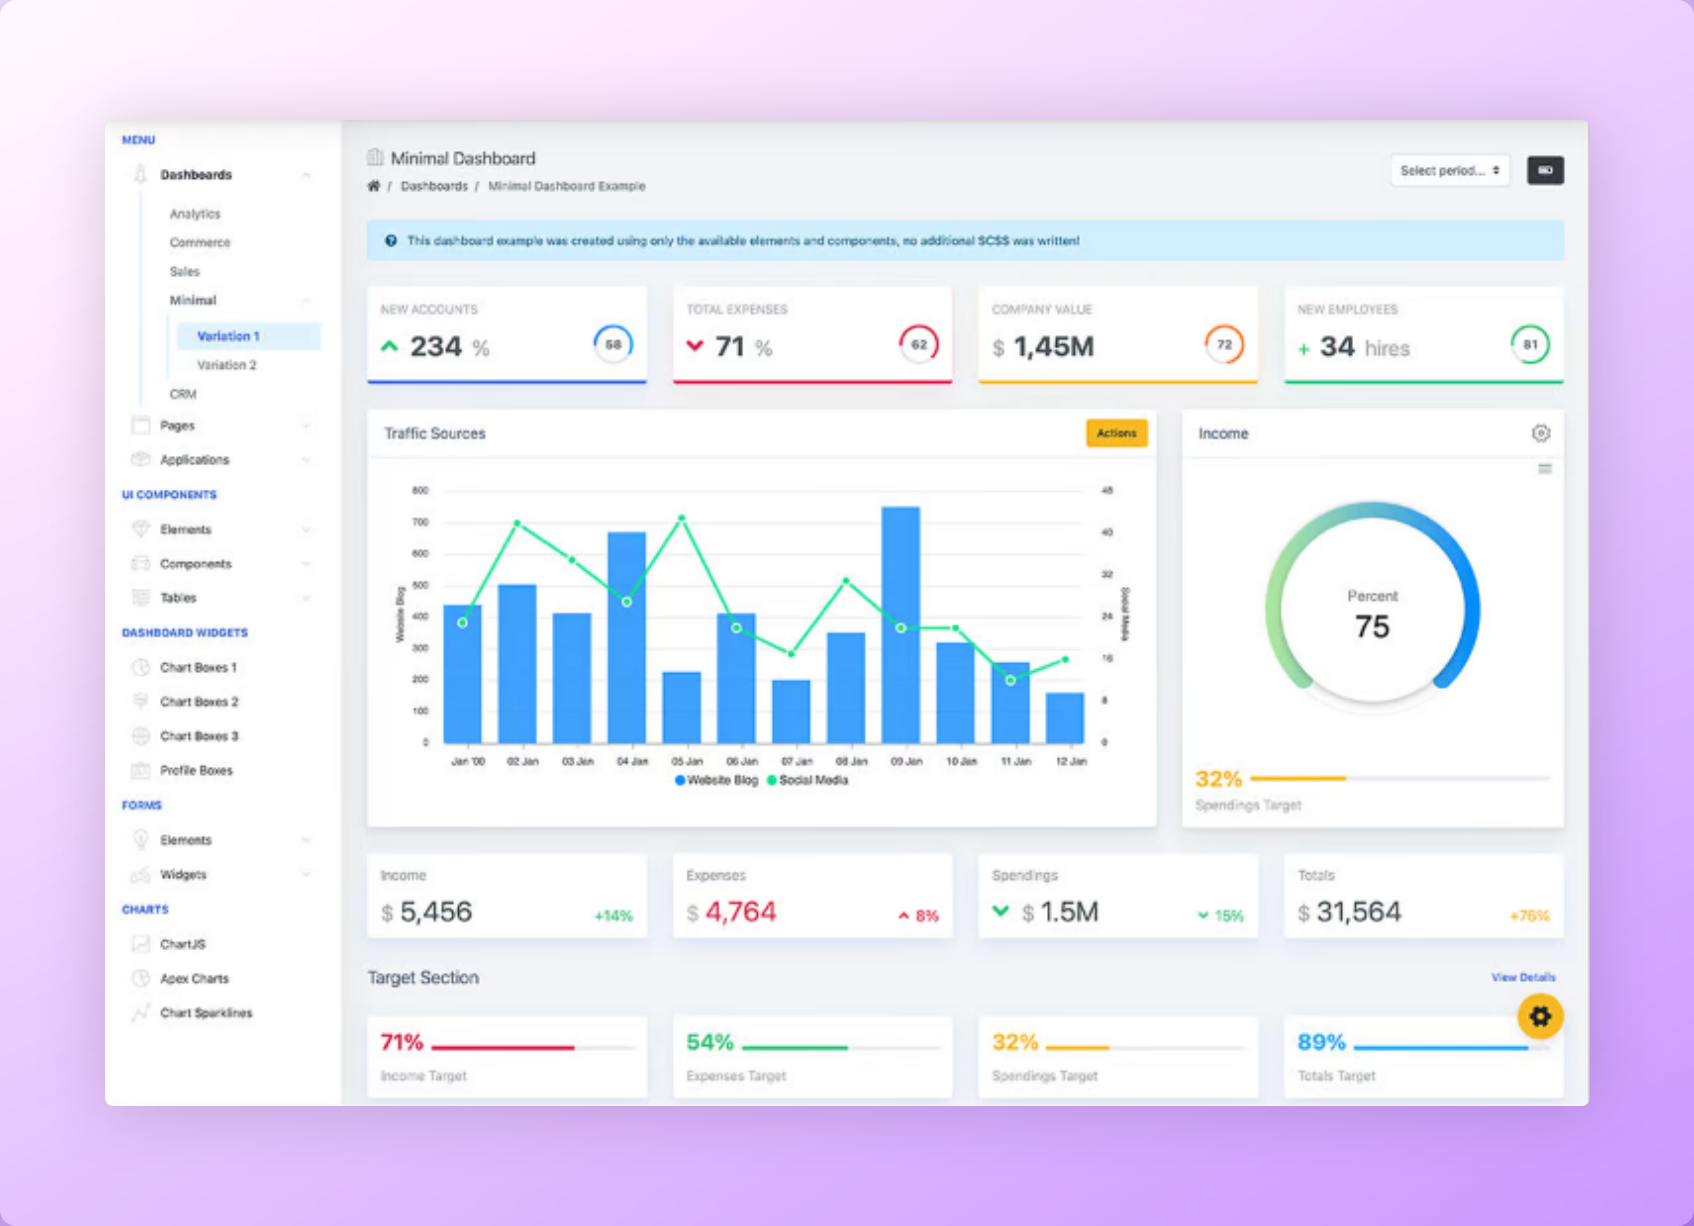 MENU
Dashboards
Analytics
Commerce
Sales
Minimal
Variation 1
Variation 2
CRM
Pages
Applications
UI COMPONENTS
Elements
Components
Tables
DASHBOARD WIDGETS
Chart Boxes 1
Chart Boxes 2
Chart Boxes 3
Profile Boxes
FORMS
Elements
Widgets
CHARTS
ChartJS
Apex Charts
Chart Sparklines
Minimal Dashboard
/ Dashboards / Minimal Dashboard Example
Select period...
This dashboard example was created using only the available elements and components, no additional SCSS was written!
NEW ACCOUNTS
234 %
58
TOTAL EXPENSES
71 %
62
COMPANY VALUE
$ 1,45M
72
NEW EMPLOYEES
+ 34 hires
81
Traffic Sources
Actions
800
700
600
500
400
300
200
100
0
Website Blog
48
40
32
24
16
8
0
Social Media
Jan '00 02 Jan 03 Jan 04 Jan 05 Jan 06 Jan 07 Jan 08 Jan 09 Jan 10 Jan 11 Jan 12 Jan
Website Blog Social Media
Income
Percent
75
32%
Spendings Target
Income
$ 5,456 +14%
Expenses
$ 4,764 8%
Spendings
$ 1.5M 15%
Totals
$ 31,564 +76%
Target Section
View Details
71%
Income Target
54%
Expenses Target
32%
Spendings Target
89%
Totals Target